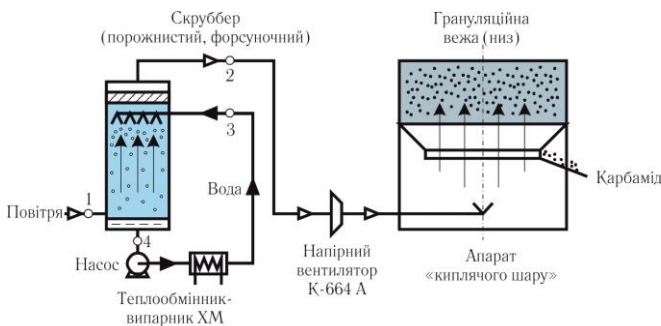 Скруббер
(порожнистий, форсуночний)
Грануляційна
вежа (низ)
2
3
1
Повітря
Вода
4
Насос
Теплообмінник-
випарник ХМ
Напірний
вентилятор
К-664 А
Карбамід
Апарат
«киплячого шару»